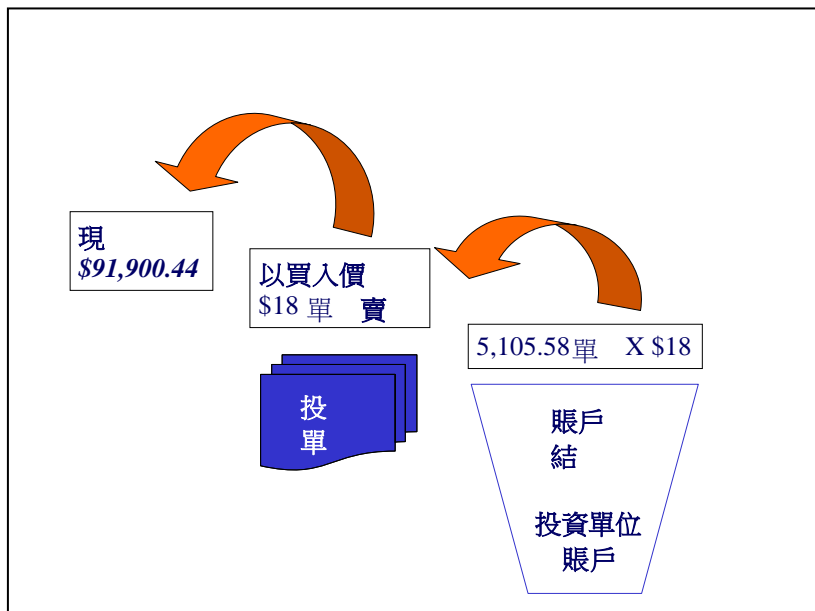 現
$91,900.44
以買入價
$18 單 賣
5,105.58單 X $18
投
單
賬戶
結
投資單位
賬戶